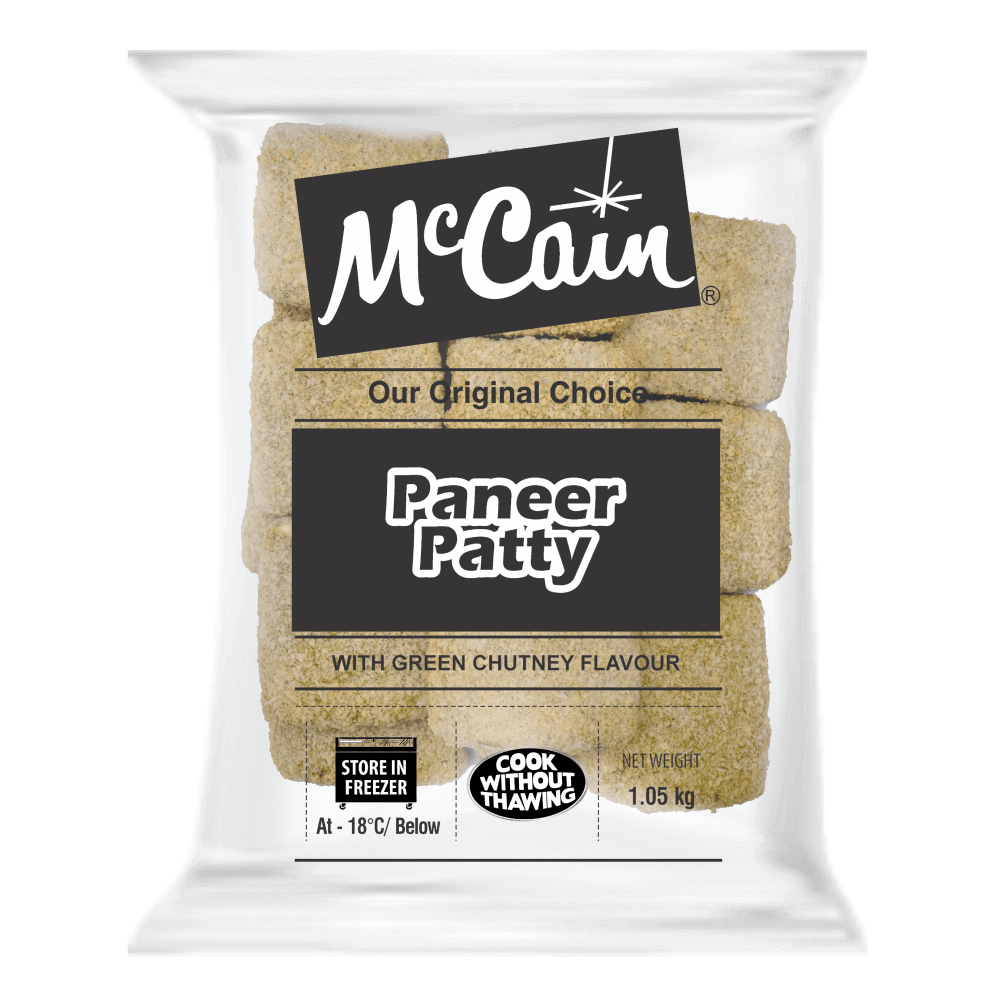 McCain
®
Our Original Choice
Paneer
Patty
WITH GREEN CHUTNEY FLAVOUR
STORE IN
FREEZER
At - 18°C/ Below
COOK
WITHOUT
THAWING
NET WEIGHT
1.05 kg